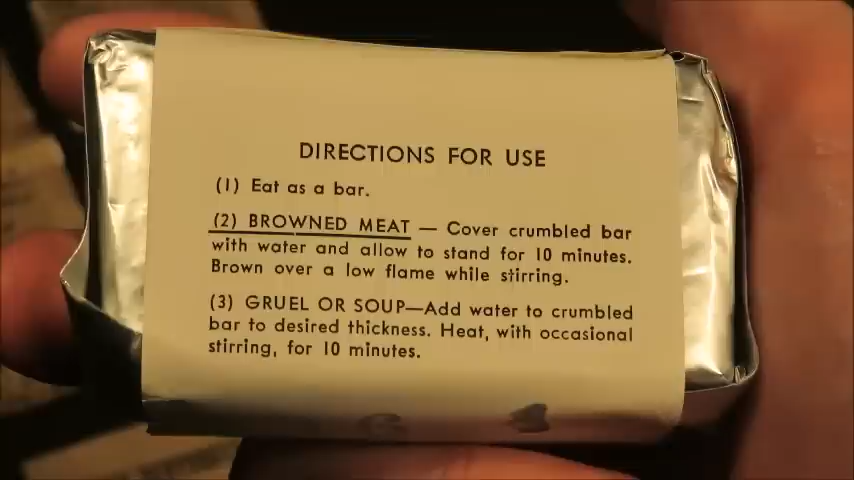 DIRECTIONS FOR USE
(1) Eat as a bar.
(2) BROWNED MEAT — Cover crumbled bar
with water and allow to stand for 10 minutes.
Brown over a low flame while stirring.
(3) GRUEL OR SOUP—Add water to crumbled
bar to desired thickness. Heat, with occasional
stirring, for 10 minutes.